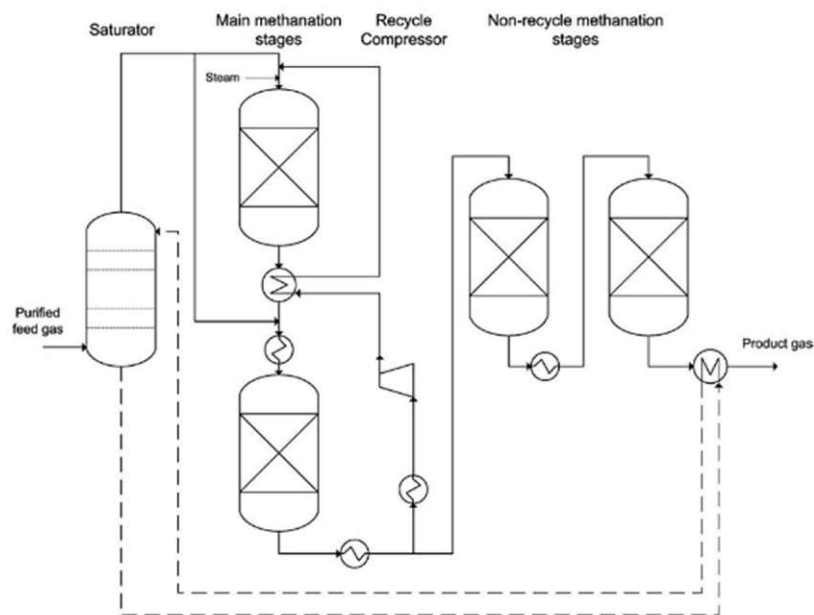 Saturator
Main methanation
stages
Recycle
Compressor
Non-recycle methanation
stages
Steam
Purified
feed gas
Product gas